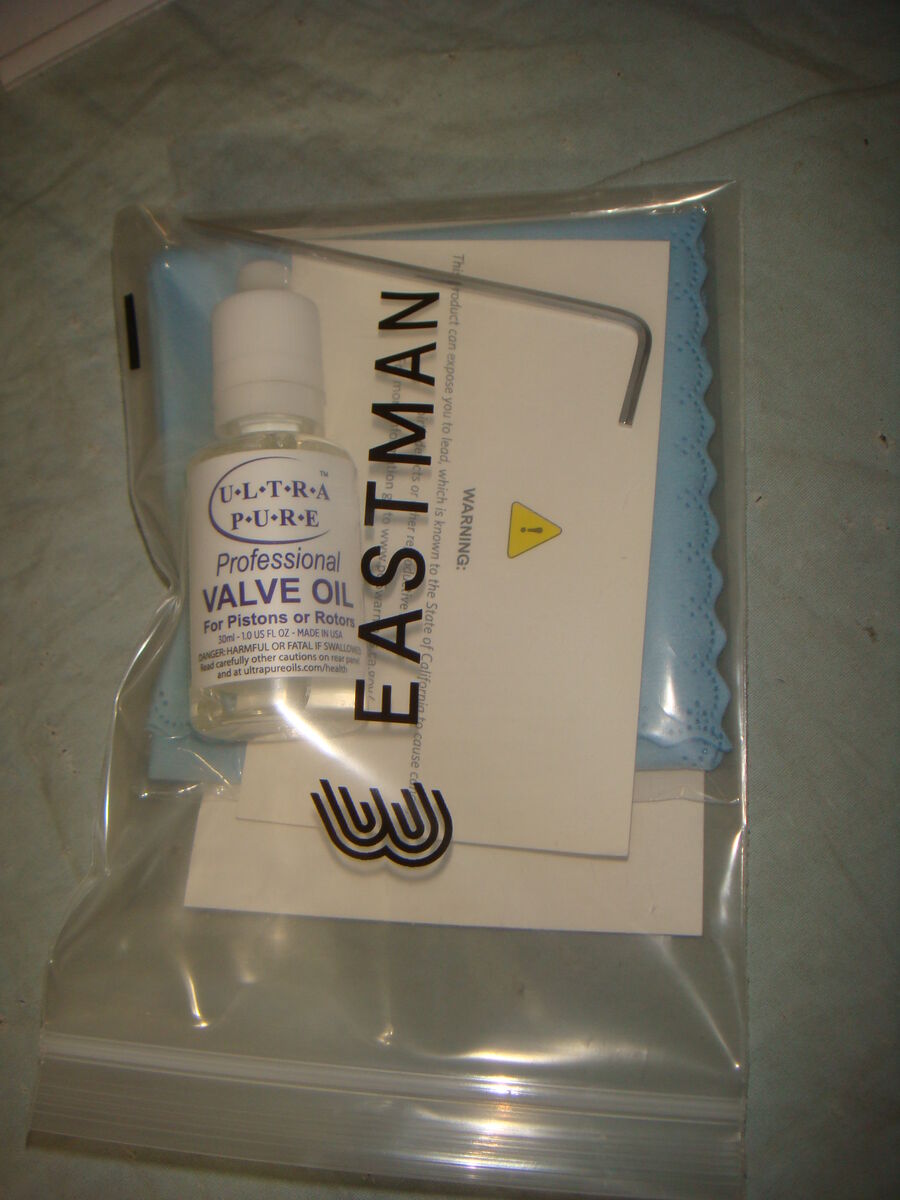 U·L·T·R·A
P·U·R·E
TM
Professional
VALVE OIL
For Pistons or Rotors
30ml - 1.0 US FL OZ - MADE IN USA
DANGER: HARMFUL OR FATAL IF SWALLOWED
Read carefully other cautions on rear panel
and at ultrapureoils.com/health
EASTMAN
WARNING:
This product can expose you to lead, which is known to the State of California to cause